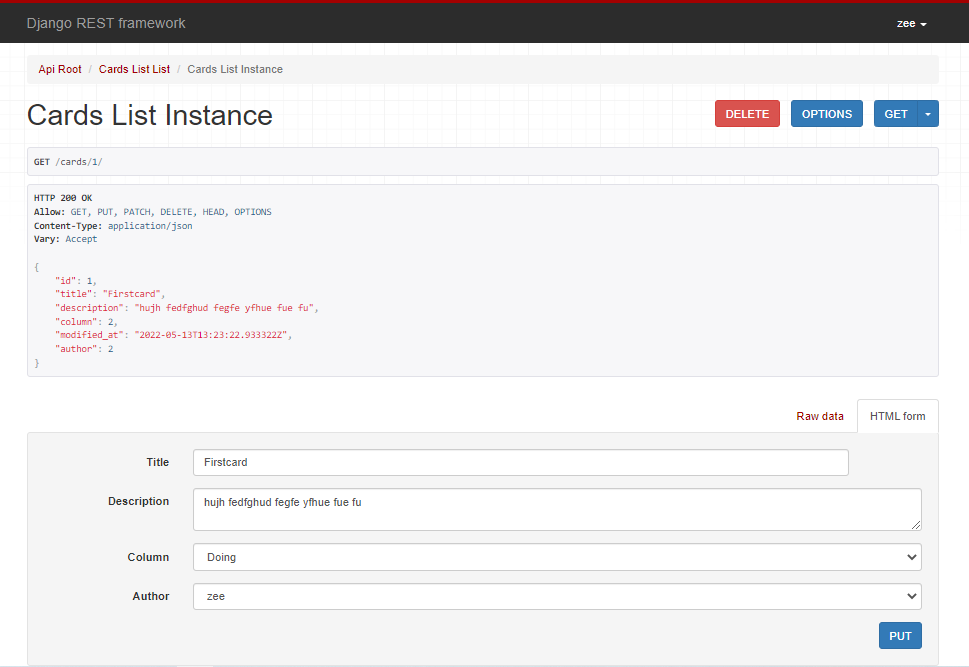 Django REST framework
zee
Api Root / Cards List List / Cards List Instance
Cards List Instance
DELETE
OPTIONS
GET
GET /cards/1/
HTTP 200 OK
Allow: GET, PUT, PATCH, DELETE, HEAD, OPTIONS
Content-Type: application/json
Vary: Accept
{
    "id": 1,
    "title": "Firstcard",
    "description": "hujh fedfghud fegfe yfhue fue fu",
    "column": 2,
    "modified_at": "2022-05-13T13:23:22.933322Z",
    "author": 2
}
Raw data
HTML form
Title
Firstcard
Description
hujh fedfghud fegfe yfhue fue fu
Column
Doing
Author
zee
PUT